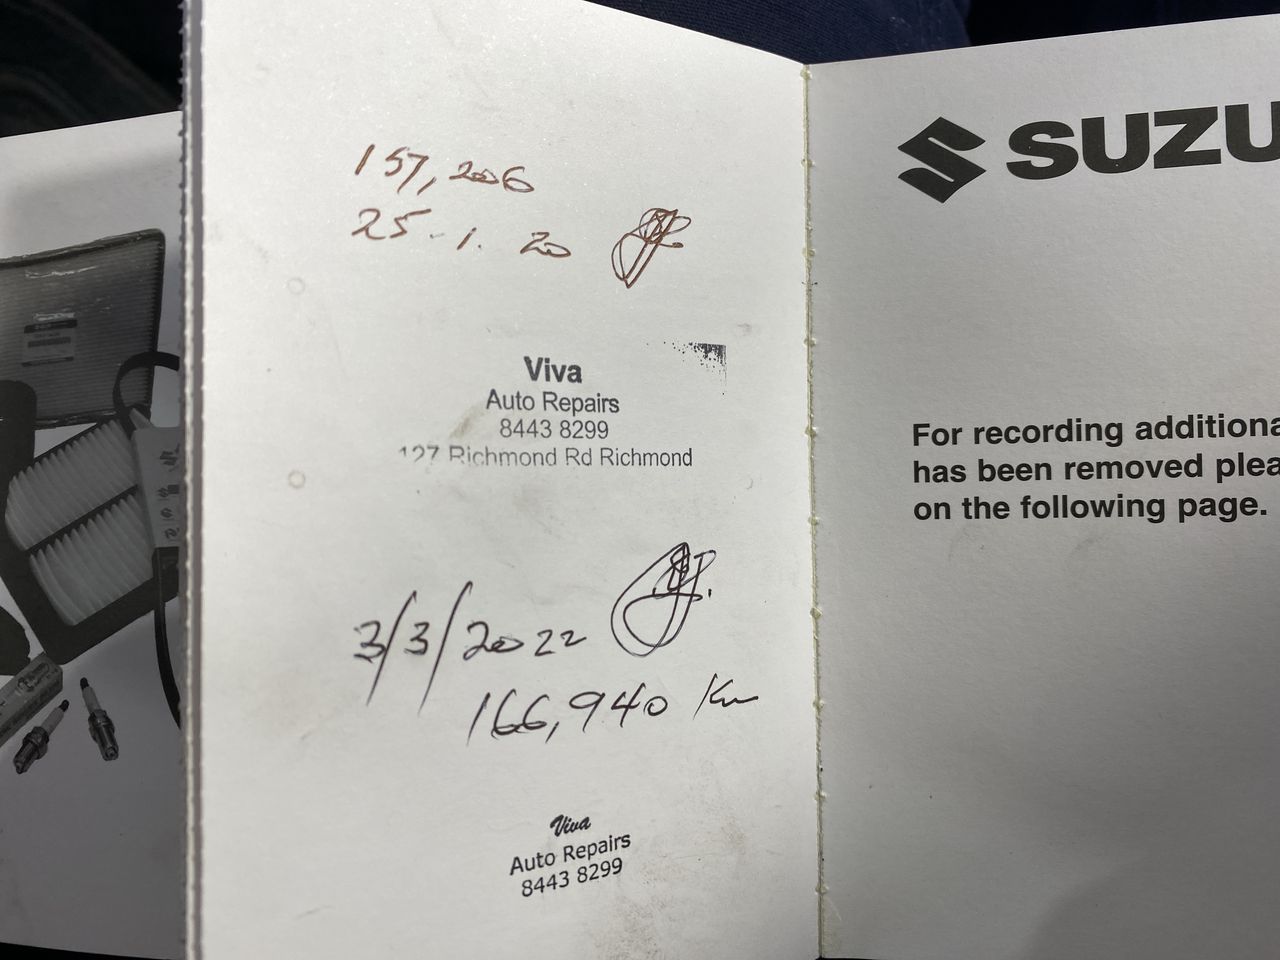 157,206
25.1.20
Viva
Auto Repairs
8443 8299
127 Richmond Rd Richmond
3/3/2022
166,940 Km
Viva
Auto Repairs
8443 8299
SUZU
For recording additiona
has been removed plea
on the following page.